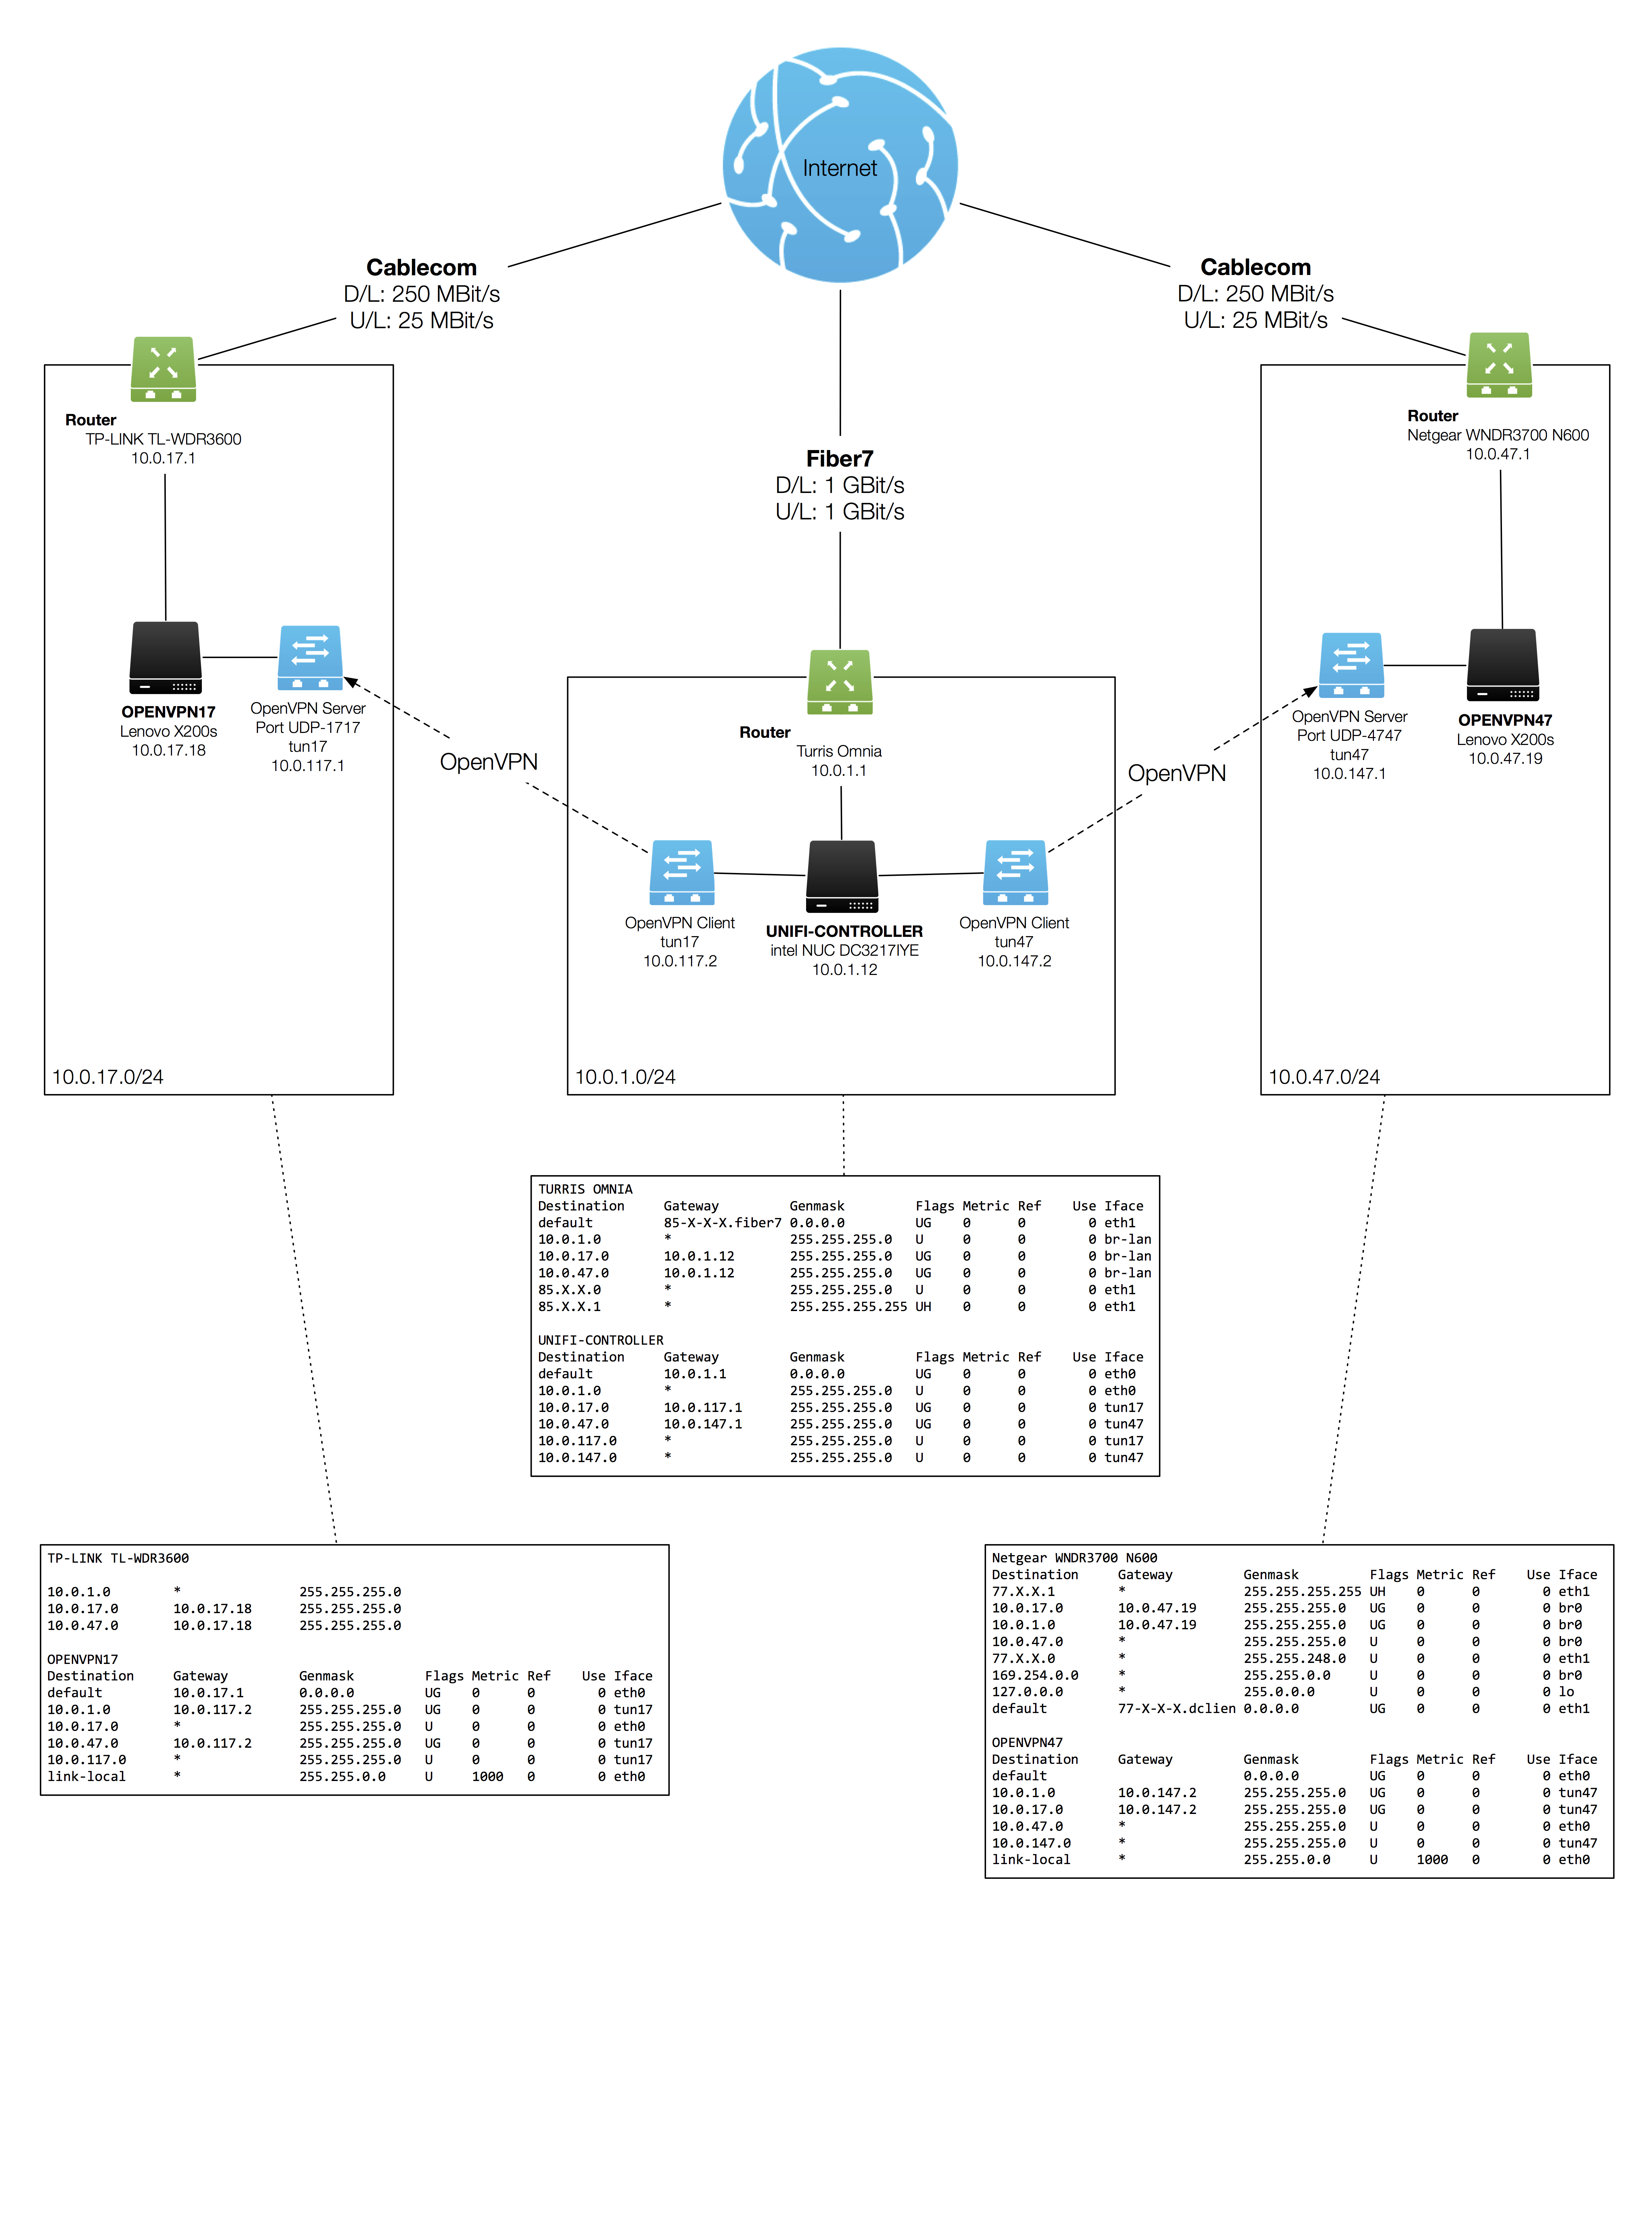 Internet
Cablecom
D/L: 250 MBit/s
U/L: 25 MBit/s
Cablecom
D/L: 250 MBit/s
U/L: 25 MBit/s
Fiber7
D/L: 1 GBit/s
U/L: 1 GBit/s
Router
TP-LINK TL-WDR3600
10.0.17.1
OPENVPN17
Lenovo X200s
10.0.17.18
OpenVPN Server
Port UDP-1717
tun17
10.0.117.1
10.0.17.0/24
OpenVPN
Router
Turris Omnia
10.0.1.1
OpenVPN Client
tun17
10.0.117.2
UNIFI-CONTROLLER
intel NUC DC3217IYE
10.0.1.12
OpenVPN Client
tun47
10.0.147.2
10.0.1.0/24
OpenVPN
Router
Netgear WNDR3700 N600
10.0.47.1
OpenVPN Server
Port UDP-4747
tun47
10.0.147.1
OPENVPN47
Lenovo X200s
10.0.47.19
10.0.47.0/24
TURRIS OMNIA
Destination Gateway Genmask Flags Metric Ref Use Iface
default 85-X-X-X.fiber7 0.0.0.0 UG 0 0 0 eth1
10.0.1.0 * 255.255.255.0 U 0 0 0 br-lan
10.0.17.0 10.0.1.12 255.255.255.0 UG 0 0 0 br-lan
10.0.47.0 10.0.1.12 255.255.255.0 UG 0 0 0 br-lan
85.X.X.0 * 255.255.255.0 U 0 0 0 eth1
85.X.X.1 * 255.255.255.255 UH 0 0 0 eth1
UNIFI-CONTROLLER
Destination Gateway Genmask Flags Metric Ref Use Iface
default 10.0.1.1 0.0.0.0 UG 0 0 0 eth0
10.0.1.0 * 255.255.255.0 U 0 0 0 eth0
10.0.17.0 10.0.117.1 255.255.255.0 UG 0 0 0 tun17
10.0.47.0 10.0.147.1 255.255.255.0 UG 0 0 0 tun47
10.0.117.0 * 255.255.255.0 U 0 0 0 tun17
10.0.147.0 * 255.255.255.0 U 0 0 0 tun47
TP-LINK TL-WDR3600
10.0.1.0 * 255.255.255.0
10.0.17.0 10.0.17.18 255.255.255.0
10.0.47.0 10.0.17.18 255.255.255.0
OPENVPN17
Destination Gateway Genmask Flags Metric Ref Use Iface
default 10.0.17.1 0.0.0.0 UG 0 0 0 eth0
10.0.1.0 10.0.117.2 255.255.255.0 UG 0 0 0 tun17
10.0.17.0 * 255.255.255.0 U 0 0 0 eth0
10.0.47.0 10.0.117.2 255.255.255.0 UG 0 0 0 tun17
10.0.117.0 * 255.255.255.0 U 0 0 0 tun17
link-local * 255.255.0.0 U 1000 0 0 eth0
Netgear WNDR3700 N600
Destination Gateway Genmask Flags Metric Ref Use Iface
77.X.X.1 * 255.255.255.255 UH 0 0 0 eth1
10.0.17.0 10.0.47.19 255.255.255.0 UG 0 0 0 br0
10.0.1.0 10.0.47.19 255.255.255.0 UG 0 0 0 br0
10.0.47.0 * 255.255.255.0 U 0 0 0 br0
77.X.X.0 * 255.255.248.0 U 0 0 0 eth1
169.254.0.0 * 255.255.0.0 U 0 0 0 br0
127.0.0.0 * 255.0.0.0 U 0 0 0 lo
default 77-X-X-X.dclien 0.0.0.0 UG 0 0 0 eth1
OPENVPN47
Destination Gateway Genmask Flags Metric Ref Use Iface
default 0.0.0.0 UG 0 0 0 eth0
10.0.1.0 10.0.147.2 255.255.255.0 UG 0 0 0 tun47
10.0.17.0 10.0.147.2 255.255.255.0 UG 0 0 0 tun47
10.0.47.0 * 255.255.255.0 U 0 0 0 eth0
10.0.147.0 * 255.255.255.0 U 0 0 0 tun47
link-local * 255.255.0.0 U 1000 0 0 eth0